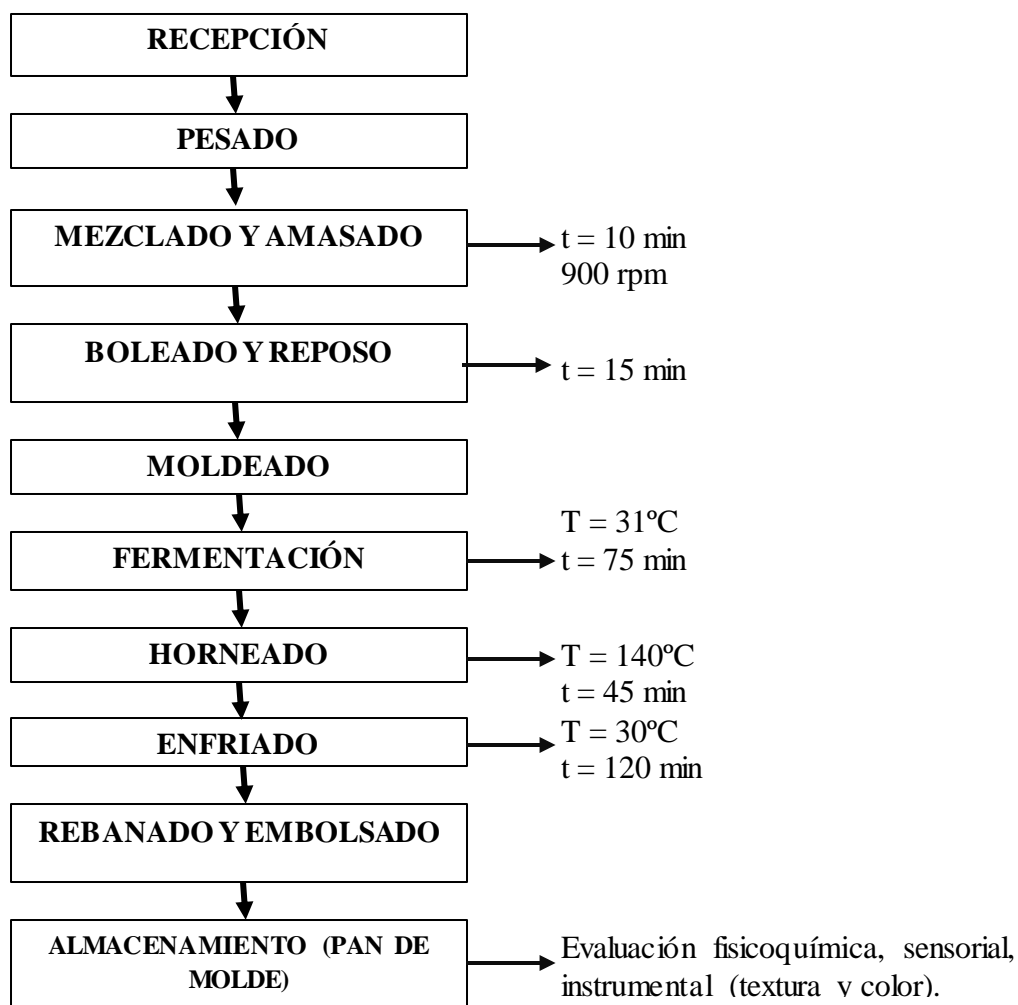 RECEPCIÓN
PESADO
MEZCLADO Y AMASADO
t = 10 min
900 rpm
BOLEADO Y REPOSO
t = 15 min
MOLDEADO
FERMENTACIÓN
T = 31ºC
t = 75 min
HORNEADO
T = 140ºC
t = 45 min
ENFRIADO
T = 30ºC
t = 120 min
REBANADO Y EMBOLSADO
ALMACENAMIENTO (PAN DE
MOLDE)
Evaluación fisicoquímica, sensorial,
instrumental (textura y color).